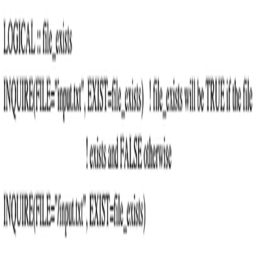 LOGICAL :: file_exists
INQUIRE(FILE="input.txt", EXIST=file_exists)   ! file_exists will be TRUE if the file
! exists and FALSE otherwise
INQUIRE(FILE="/input.txt", EXIST=file_exists)